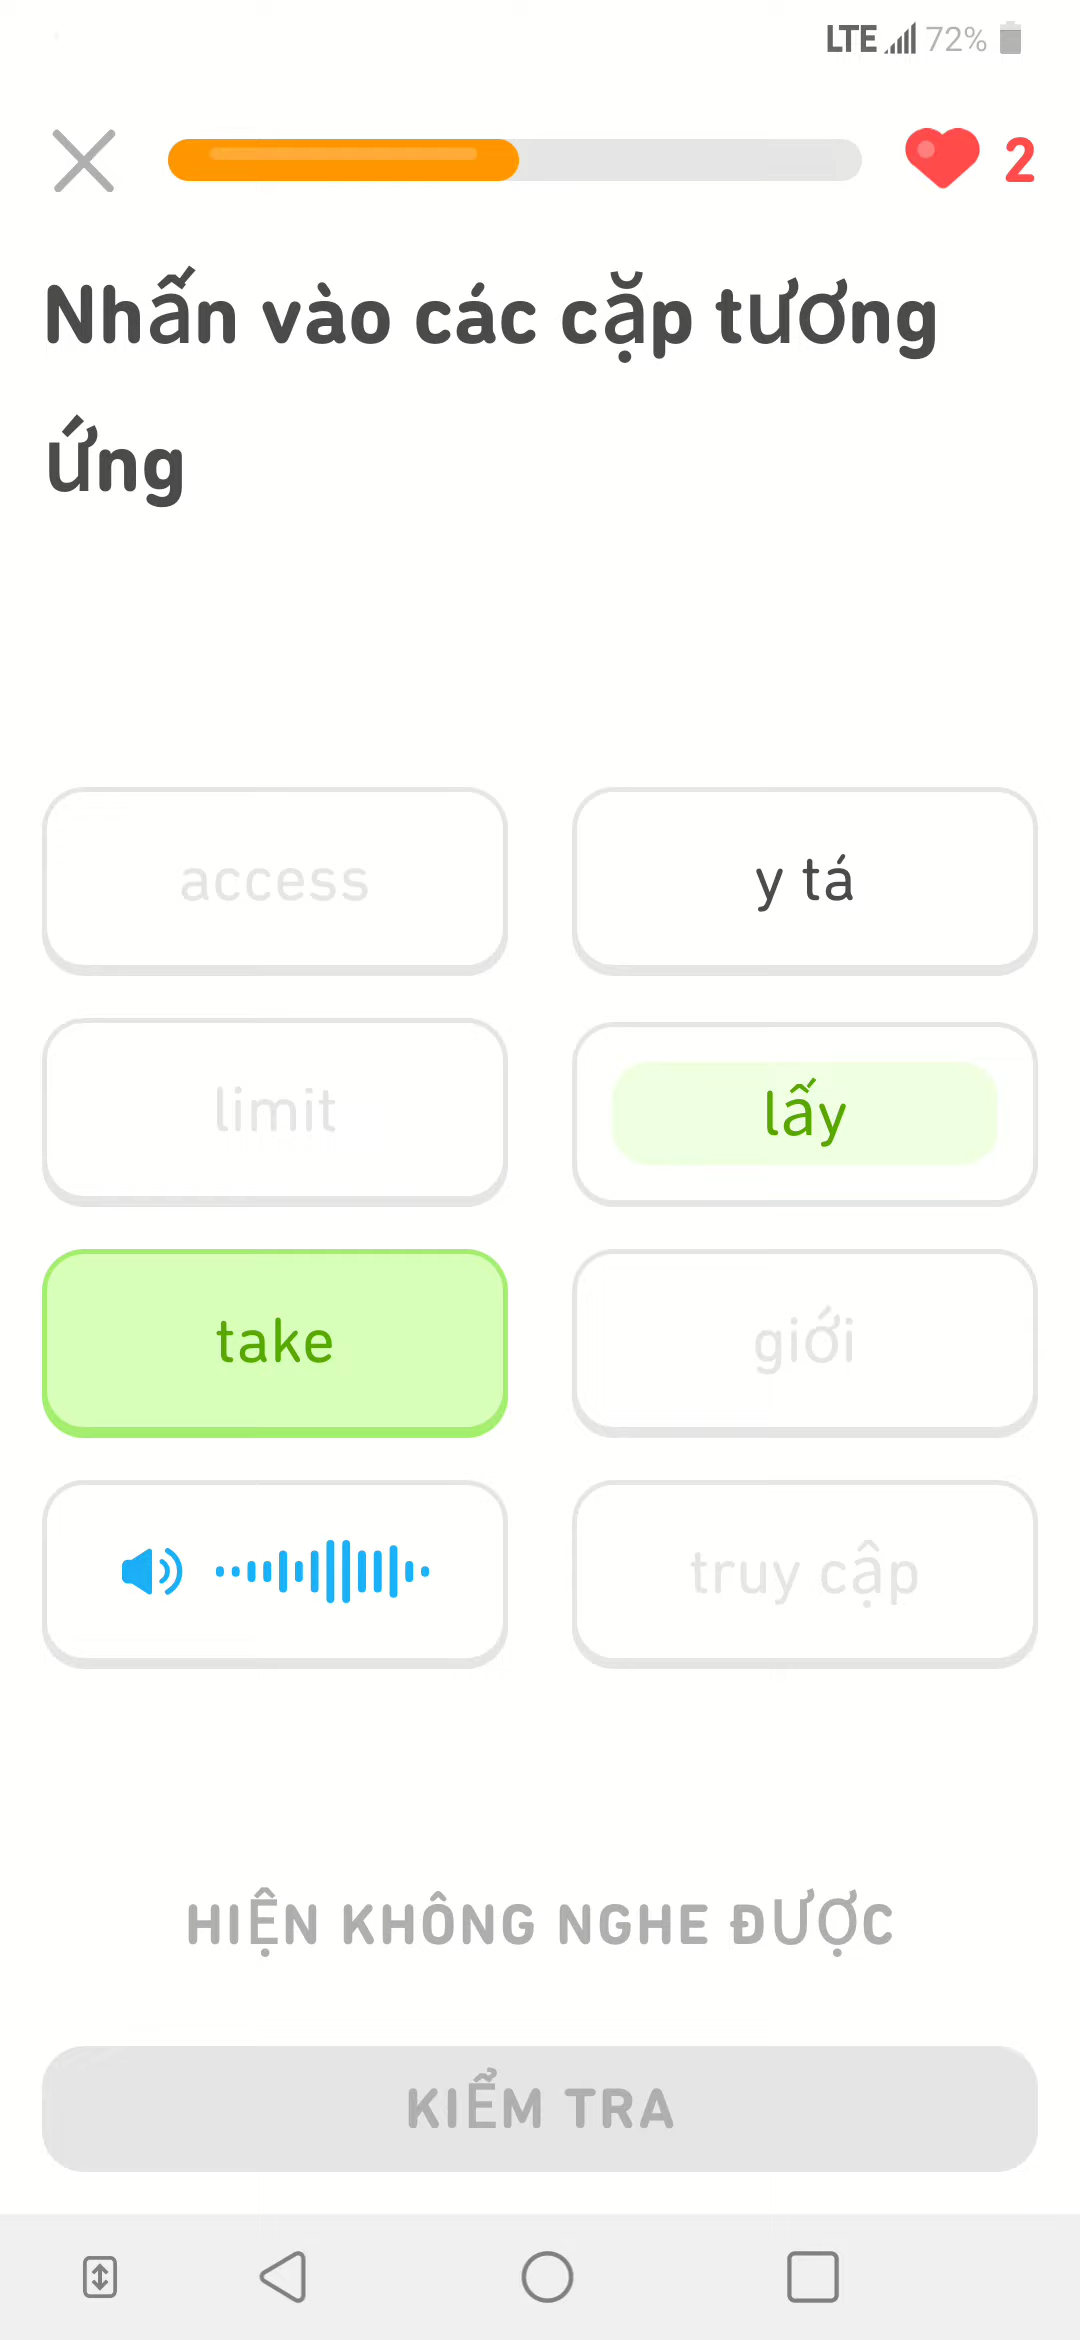 LTE 72%
2
Nhấn vào các cặp tương
ứng
access
y tá
limit
lấy
take
giới
truy cập
HIỆN KHÔNG NGHE ĐƯỢC
KIỂM TRA